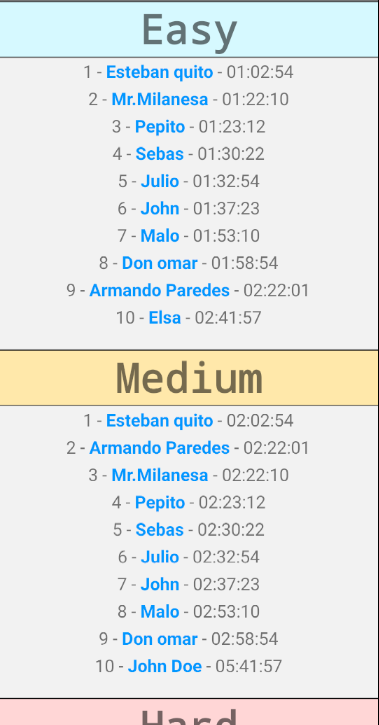 Easy
1 - Esteban quito - 01:02:54
2 - Mr.Milanesa - 01:22:10
3 - Pepito - 01:23:12
4 - Sebas - 01:30:22
5 - Julio - 01:32:54
6 - John - 01:37:23
7 - Malo - 01:53:10
8 - Don omar - 01:58:54
9 - Armando Paredes - 02:22:01
10 - Elsa - 02:41:57
Medium
1 - Esteban quito - 02:02:54
2 - Armando Paredes - 02:22:01
3 - Mr.Milanesa - 02:22:10
4 - Pepito - 02:23:12
5 - Sebas - 02:30:22
6 - Julio - 02:32:54
7 - John - 02:37:23
8 - Malo - 02:53:10
9 - Don omar - 02:58:54
10 - John Doe - 05:41:57
Hard